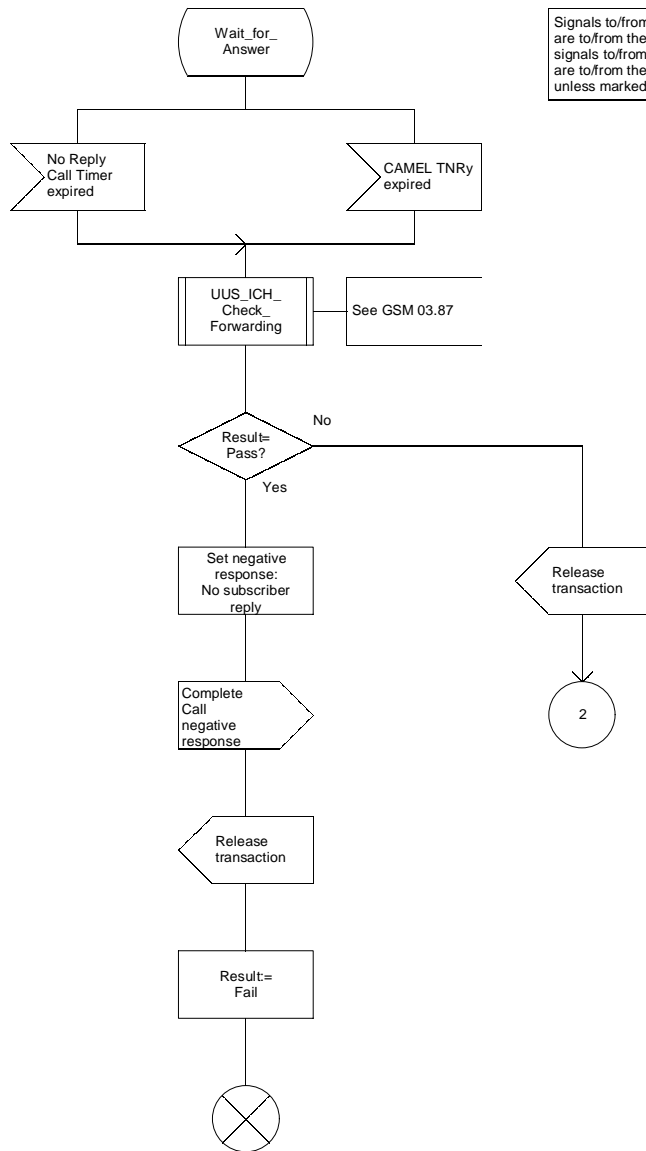 Wait_for_
Answer
Signals to/from
are to/from the
signals to/from
are to/from the
unless marked
No Reply
Call Timer
expired
CAMEL TNRy
expired
UUS_ICH_
Check_
Forwarding
See GSM 03.87
No
Result=
Pass?
Yes
Set negative
response:
No subscriber
reply
Release
transaction
Complete
Call
negative
response
2
Release
transaction
Result:=
Fail